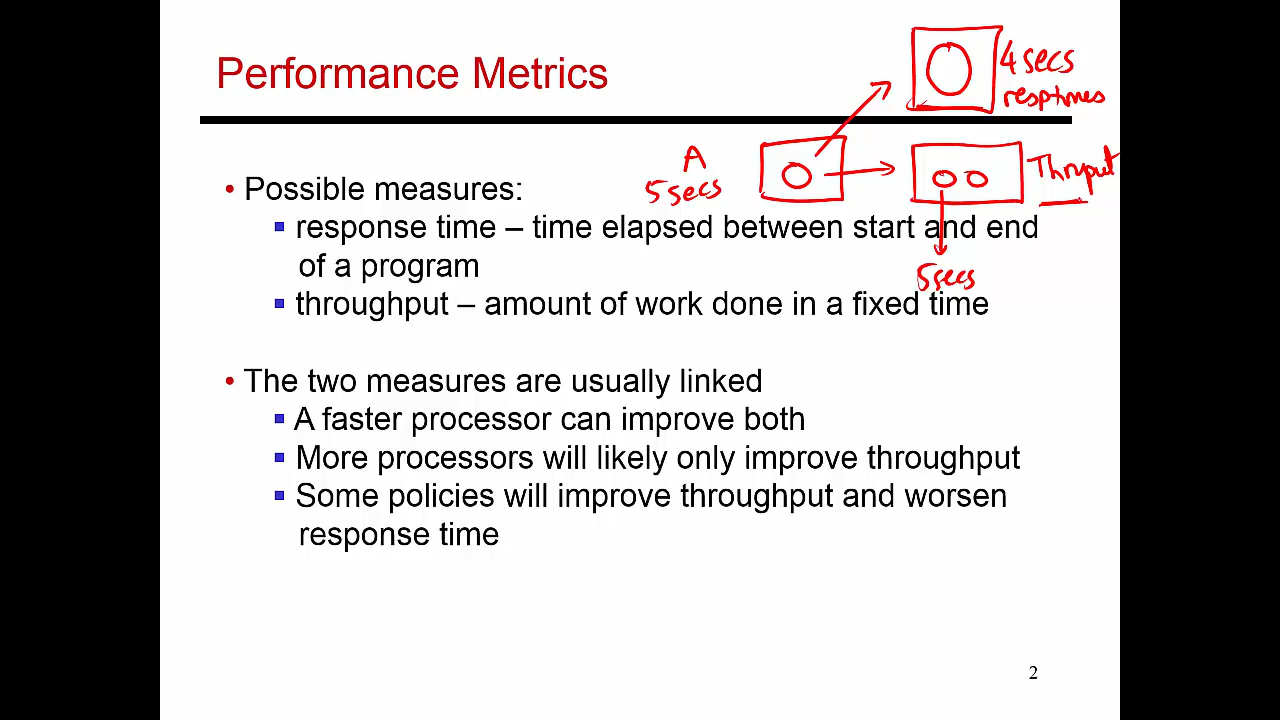 Performance Metrics
4 secs
resptimes
A
5 secs
Thruput
• Possible measures:
▪ response time – time elapsed between start and end
of a program
5 secs
▪ throughput – amount of work done in a fixed time
• The two measures are usually linked
▪ A faster processor can improve both
▪ More processors will likely only improve throughput
▪ Some policies will improve throughput and worsen
response time
2